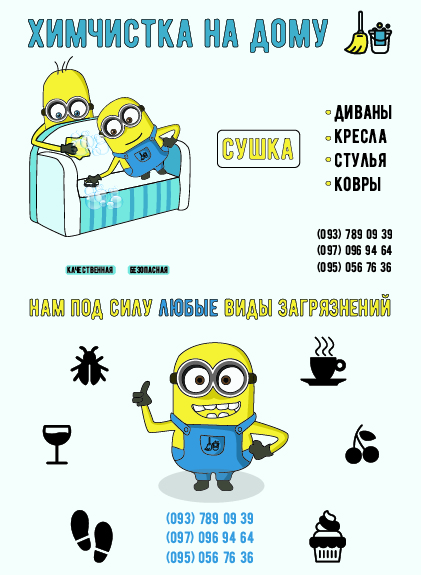 ХИМЧИСТКА НА ДОМУ
СУШКА
• ДИВАНЫ
• КРЕСЛА
• СТУЛЬЯ
• КОВРЫ
(093) 789 09 39
(097) 096 94 64
(095) 056 76 36
КАЧЕСТВЕННАЯ БЕЗОПАСНАЯ
НАМ ПОД СИЛУ ЛЮБЫЕ ВИДЫ ЗАГРЯЗНЕНИЙ
(093) 789 09 39
(097) 096 94 64
(095) 056 76 36